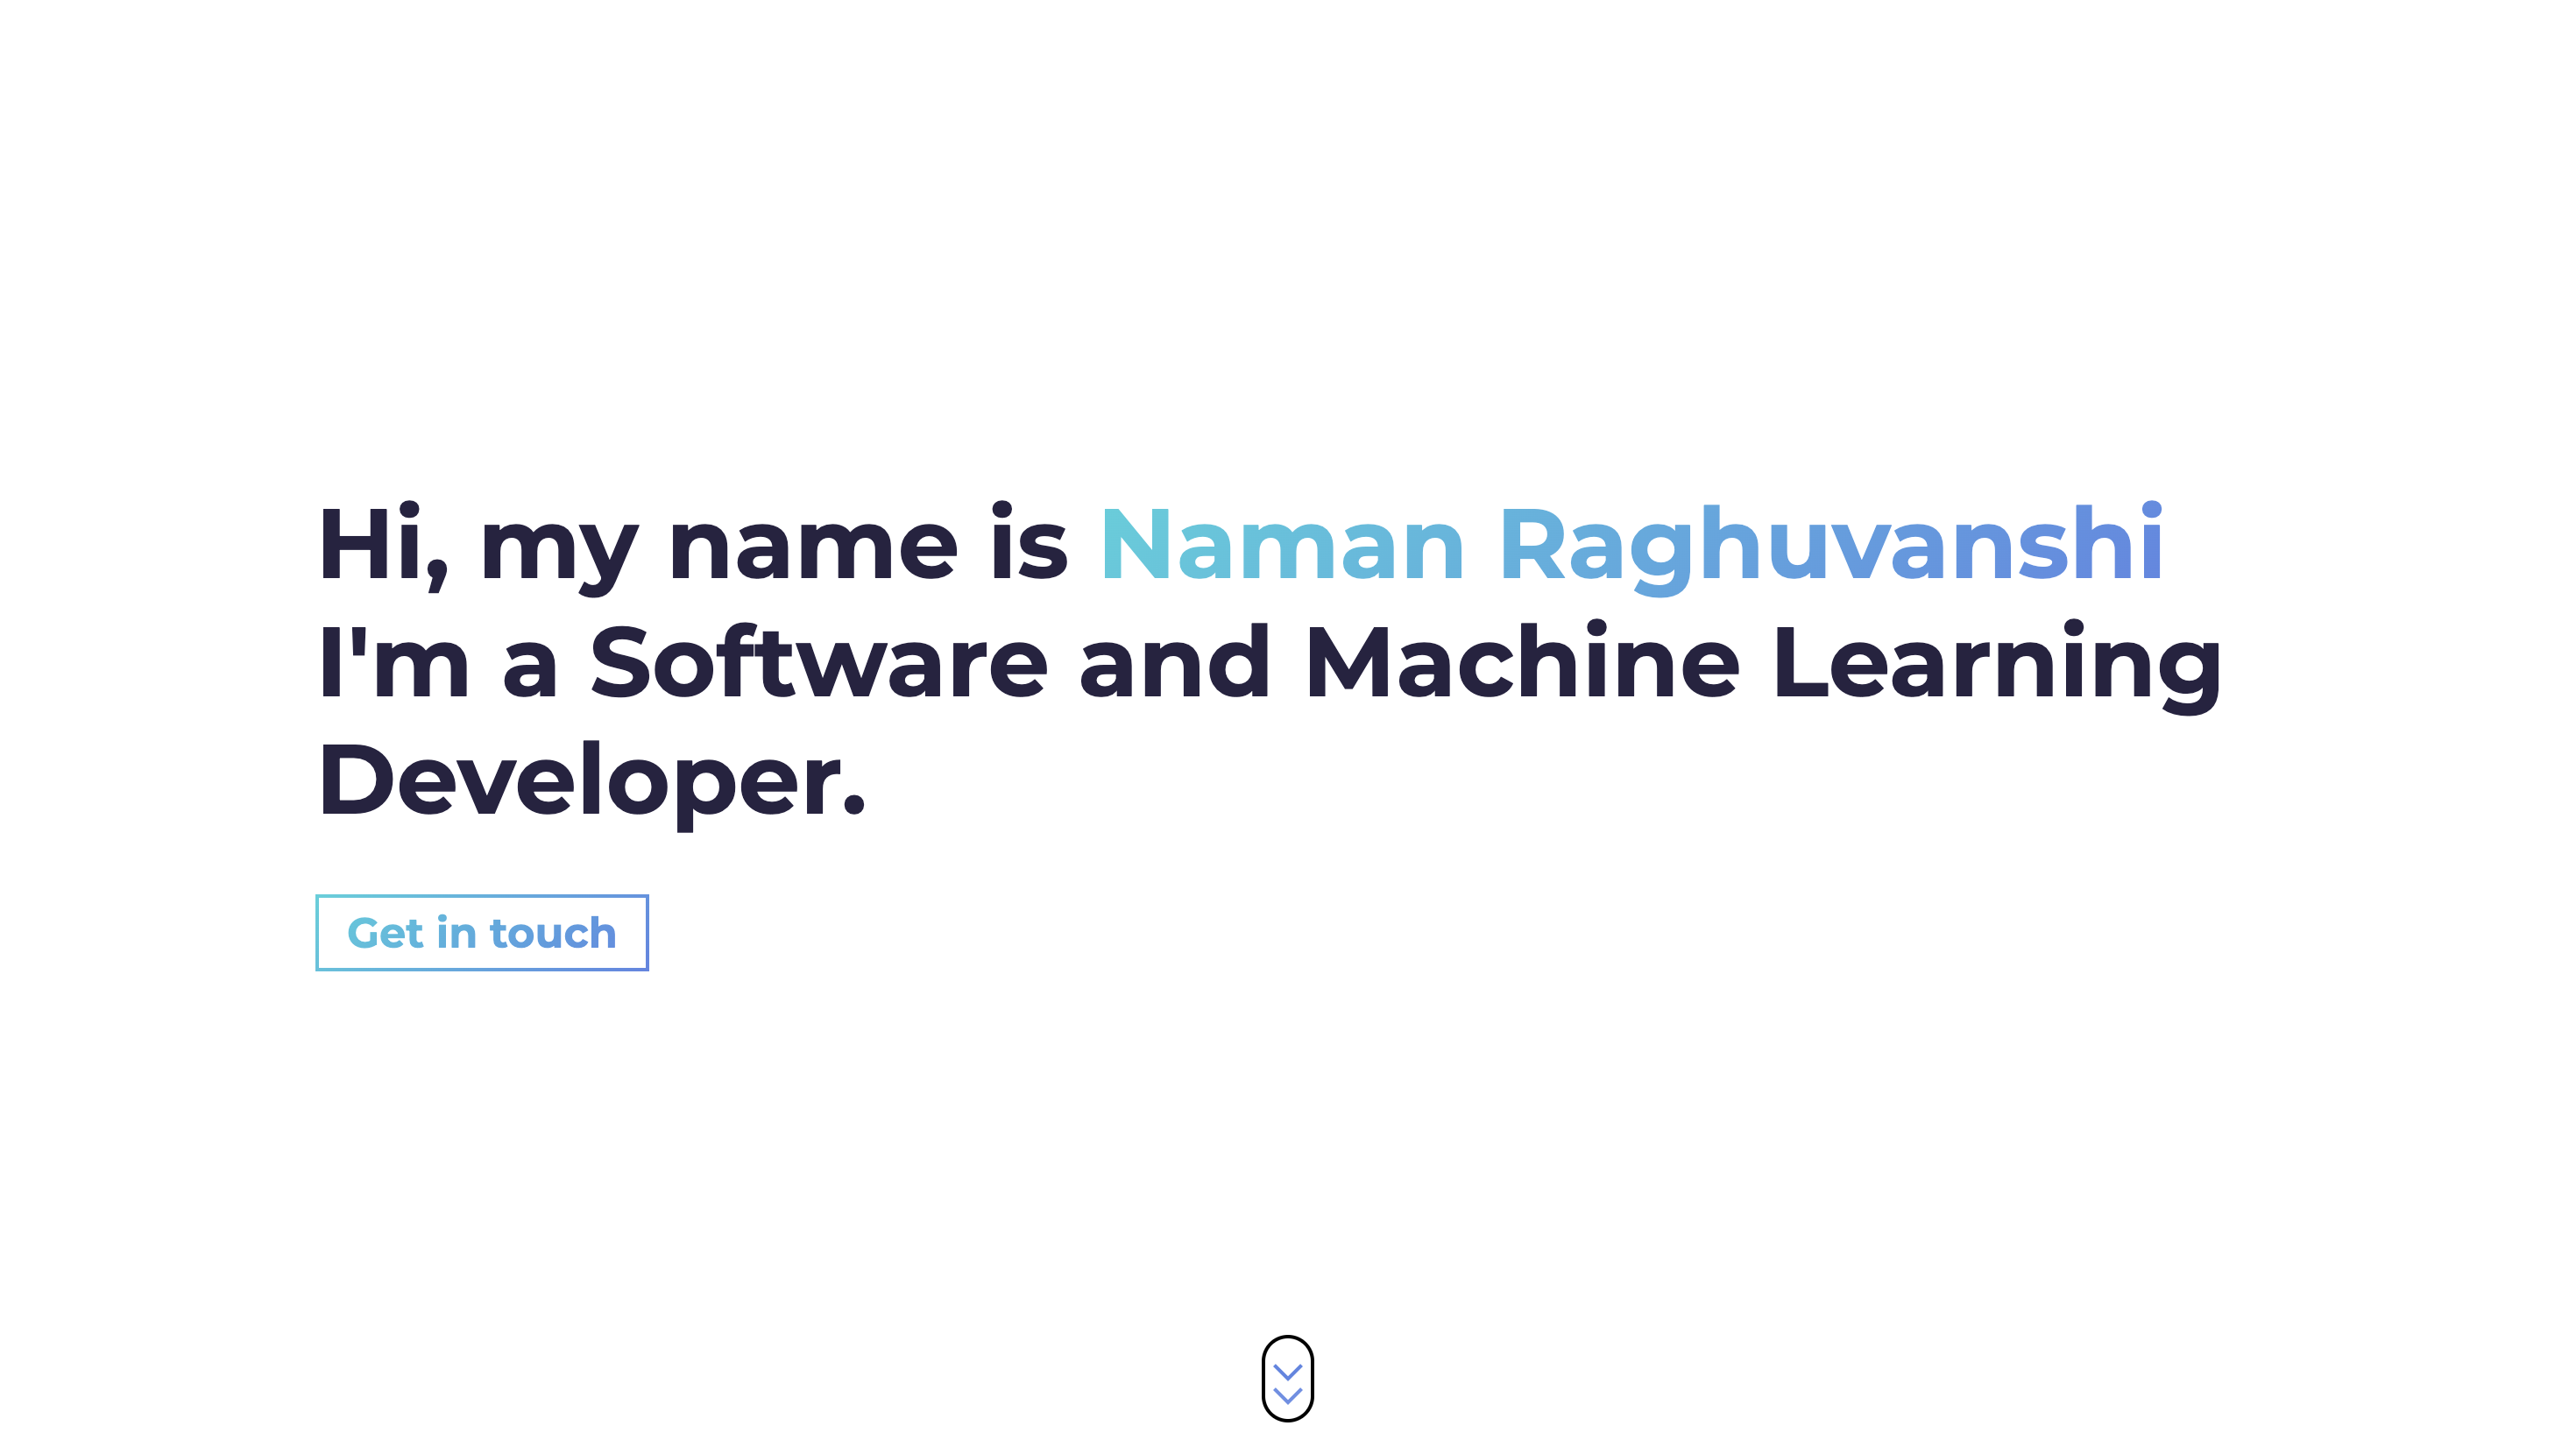 Hi, my name is Naman Raghuvanshi
I'm a Software and Machine Learning
Developer.
Get in touch